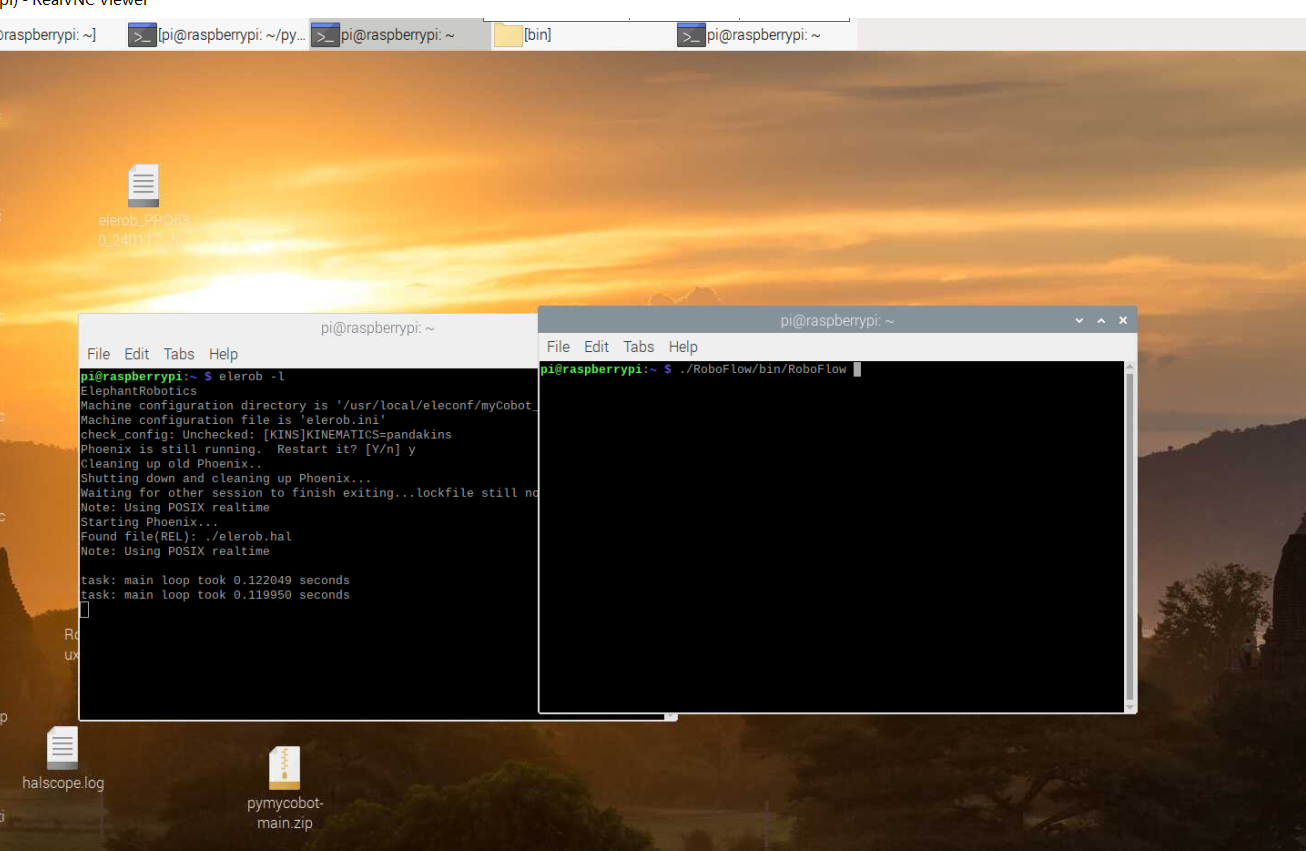 pi) - RealVNC Viewer
raspberrypi: ~]
[pi@raspberrypi: ~/py...
pi@raspberrypi: ~
[bin]
pi@raspberrypi: ~
elerob_PRO63
pi@raspberrypi: ~
File Edit Tabs Help
pi@raspberrypi:~ $ elerob -l
ElephantRobotics
Machine configuration directory is '/usr/local/eleconf/myCobot_
Machine configuration file is 'elerob.ini'
check_config: Unchecked: [KINS]KINEMATICS=pandakins
Phoenix is still running.  Restart it? [Y/n] y
Cleaning up old Phoenix..
Shutting down and cleaning up Phoenix...
Waiting for other session to finish exiting...lockfile still no
Note: Using POSIX realtime
Starting Phoenix...
Found file(REL): ./elerob.hal
Note: Using POSIX realtime
task: main loop took 0.122049 seconds
task: main loop took 0.119950 seconds
pi@raspberrypi: ~
File Edit Tabs Help
pi@raspberrypi:~ $ ./RoboFlow/bin/RoboFlow
Ro
ux
halscope.log
pymycobot-
main.zip